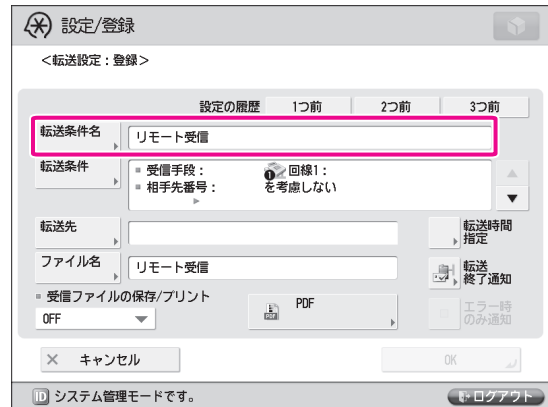 設定/登録
<転送設定：登録>
設定の履歴 1つ前 2つ前 3つ前
転送条件名 リモート受信
転送条件 ▪ 受信手段： 回線1：
▪ 相手先番号： を考慮しない
転送先
転送時間指定
ファイル名 リモート受信
転送終了通知
▪ 受信ファイルの保存/プリント
OFF
PDF
エラー時のみ通知
× キャンセル
OK
ID システム管理モードです。
ログアウト